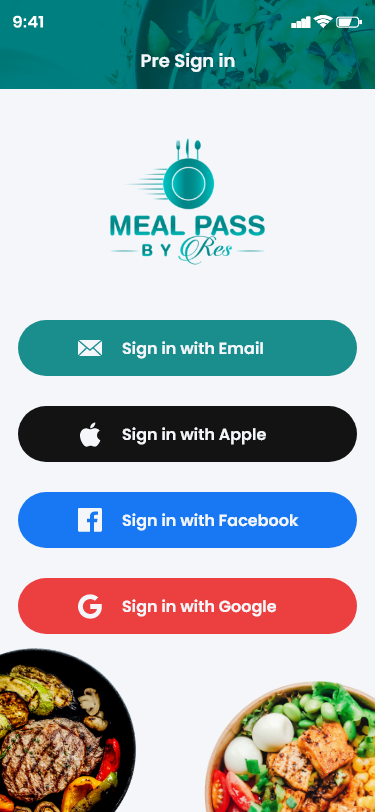 9:41
Pre Sign in
MEAL PASS
BY Res
Sign in with Email
Sign in with Apple
Sign in with Facebook
Sign in with Google